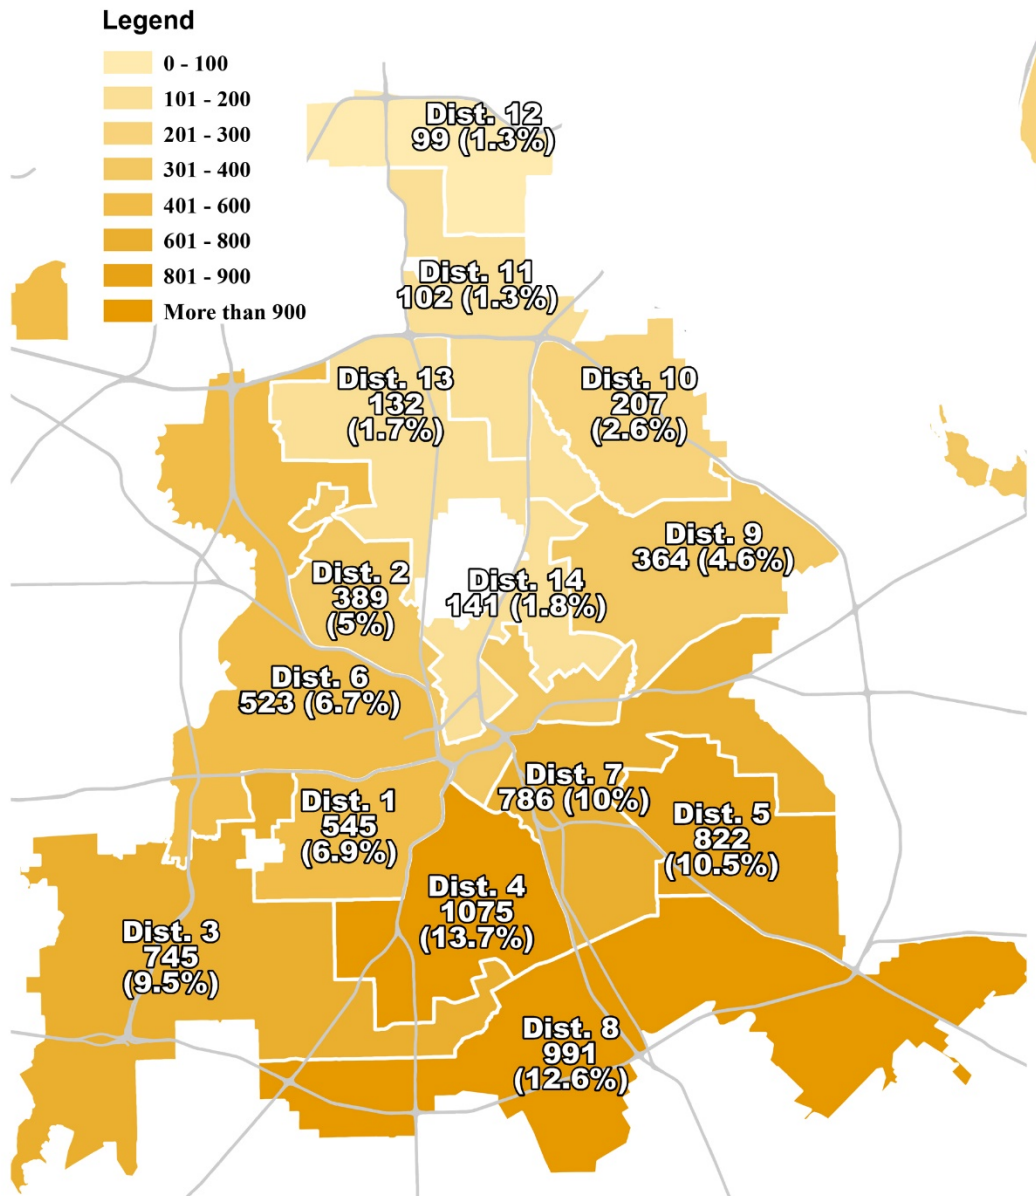 Legend
0 - 100
101 - 200
201 - 300
301 - 400
401 - 600
601 - 800
801 - 900
More than 900
Dist. 12
99 (1.3%)
Dist. 11
102 (1.3%)
Dist. 13
132
(1.7%)
Dist. 10
207
(2.6%)
Dist. 9
364 (4.6%)
Dist. 2
389
(5%)
Dist. 14
141 (1.8%)
Dist. 6
523 (6.7%)
Dist. 7
786 (10%)
Dist. 1
545
(6.9%)
Dist. 5
822
(10.5%)
Dist. 4
1075
(13.7%)
Dist. 3
745
(9.5%)
Dist. 8
991
(12.6%)